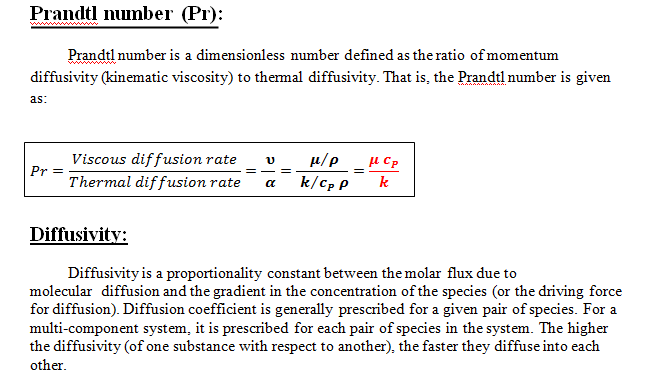 Prandtl number (Pr):
Prandtl number is a dimensionless number defined as the ratio of momentum
diffusivity (kinematic viscosity) to thermal diffusivity. That is, the Prandtl number is given
as:
Pr = Viscous diffusion rate / Thermal diffusion rate = υ / α = μ/ρ / k/cₚ ρ = μ cₚ / k
Diffusivity:
Diffusivity is a proportionality constant between the molar flux due to
molecular diffusion and the gradient in the concentration of the species (or the driving force
for diffusion). Diffusion coefficient is generally prescribed for a given pair of species. For a
multi-component system, it is prescribed for each pair of species in the system. The higher
the diffusivity (of one substance with respect to another), the faster they diffuse into each
other.